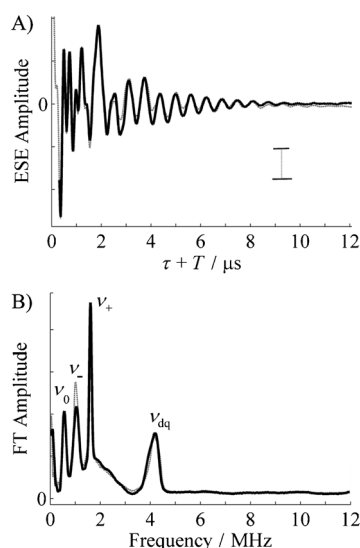 A)
ESE Amplitude
0
0 2 4 6 8 10 12
τ + T / μs
B)
FT Amplitude
0
ν₀
ν₋
ν₊
ν_dq
0 2 4 6 8 10 12
Frequency / MHz